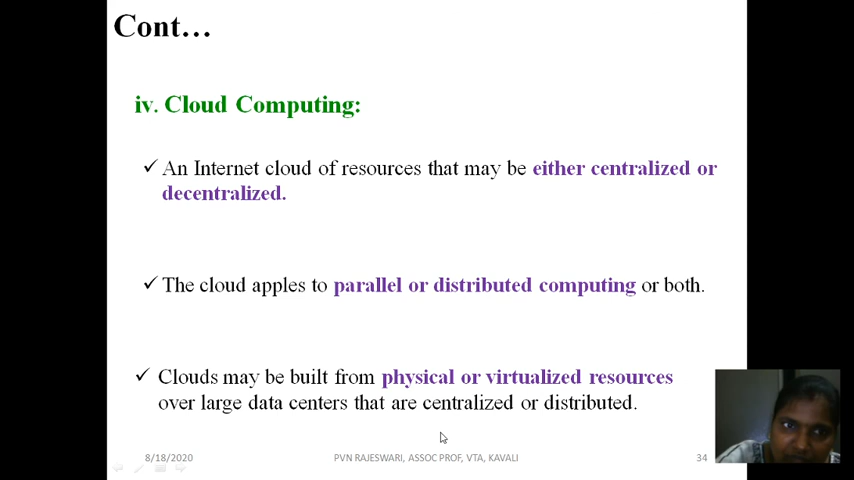 Cont…
iv. Cloud Computing:
✓ An Internet cloud of resources that may be either centralized or
decentralized.
✓ The cloud apples to parallel or distributed computing or both.
✓ Clouds may be built from physical or virtualized resources
over large data centers that are centralized or distributed.
8/18/2020 PVN RAJESWARI, ASSOC PROF, VTA, KAVALI 34